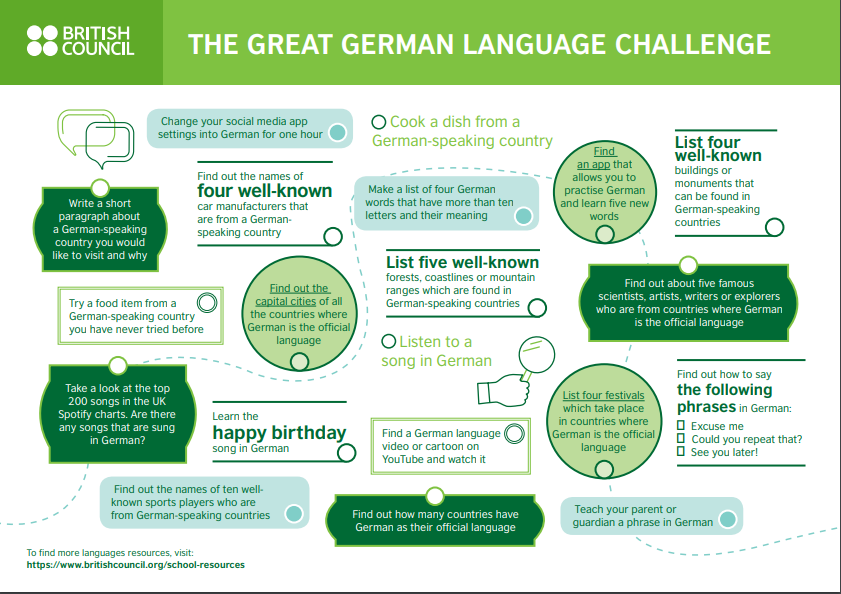 BRITISH
COUNCIL
THE GREAT GERMAN LANGUAGE CHALLENGE
Change your social media app
settings into German for one hour
Cook a dish from a
German-speaking country
Find
an app that
allows you to
practise German
and learn five new
words
List four
well-known
buildings or
monuments that
can be found in
German-speaking
countries
Write a short
paragraph about
a German-speaking
country you would
like to visit and why
Find out the names of
four well-known
car manufacturers that
are from a German-
speaking country
Make a list of four German
words that have more than ten
letters and their meaning
Find out the
capital cities of all
the countries where
German is the official
language
List five well-known
forests, coastlines or mountain
ranges which are found in
German-speaking countries
Find out about five famous
scientists, artists, writers or explorers
who are from countries where German
is the official language
Try a food item from a
German-speaking country
you have never tried before
Listen to a
song in German
Take a look at the top
200 songs in the UK
Spotify charts. Are there
any songs that are sung
in German?
Learn the
happy birthday
song in German
Find a German language
video or cartoon on
YouTube and watch it
List four festivals
which take place
in countries where
German is the official
language
Find out how to say
the following
phrases in German:
Excuse me
Could you repeat that?
See you later!
Find out the names of ten well-
known sports players who are
from German-speaking countries
Find out how many countries have
German as their official language
Teach your parent or
guardian a phrase in German
To find more languages resources, visit:
https://www.britishcouncil.org/school-resources